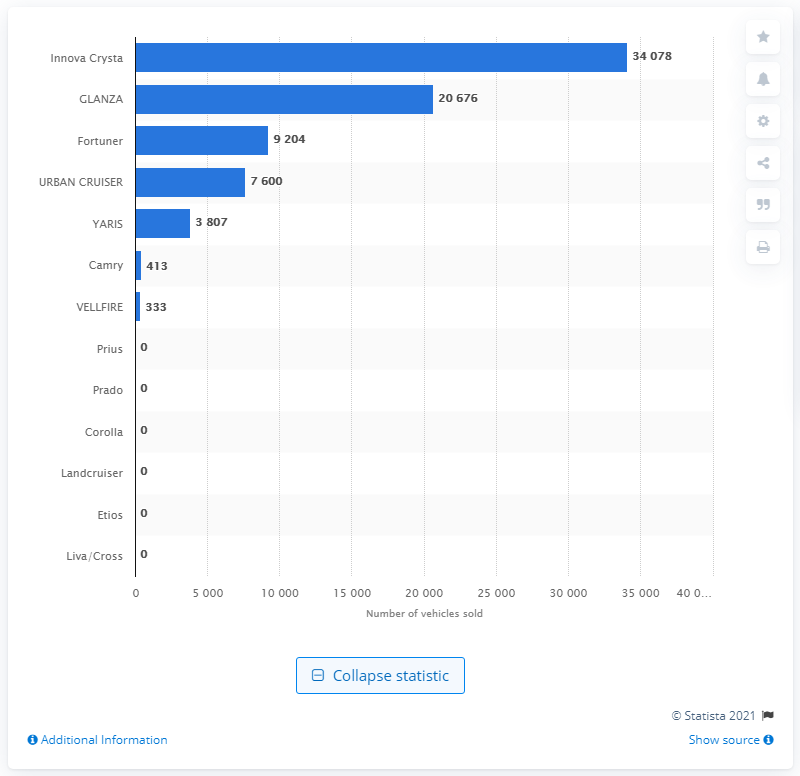 Innova Crysta 34 078
GLANZA 20 676
Fortuner 9 204
URBAN CRUISER 7 600
YARIS 3 807
Camry 413
VELLFIRE 333
Prius 0
Prado 0
Corolla 0
Landcruiser 0
Etios 0
Liva/Cross 0
0 5 000 10 000 15 000 20 000 25 000 30 000 35 000 40 0...
Number of vehicles sold
Collapse statistic
© Statista 2021
Additional Information
Show source